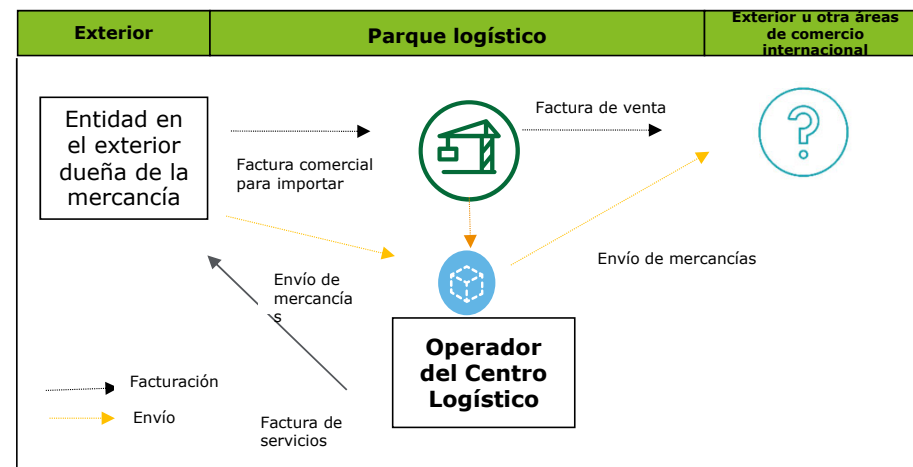 Exterior
Parque logístico
Exterior u otra áreas
de comercio
internacional
Entidad en
el exterior
dueña de la
mercancía
Factura comercial
para importar
Factura de venta
Envío de
mercancía
s
Envío de mercancías
Operador
del Centro
Logístico
Facturación
Envío
Factura de
servicios
?